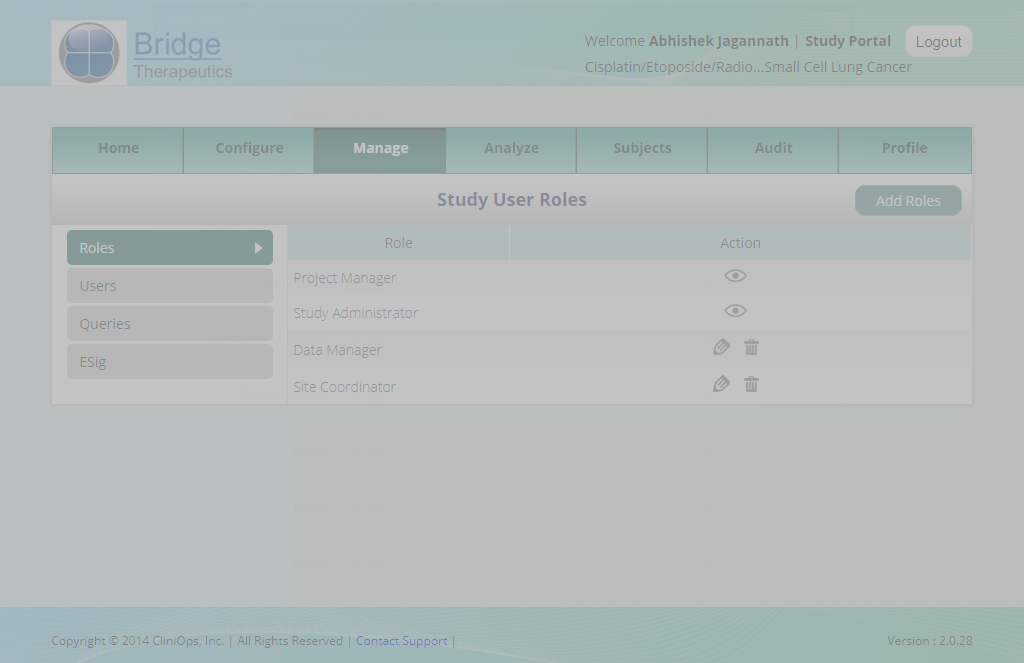 Bridge
Therapeutics
Welcome Abhishek Jagannath | Study Portal
Logout
Cisplatin/Etoposide/Radio...Small Cell Lung Cancer
Home Configure Manage Analyze Subjects Audit Profile
Study User Roles
Add Roles
Roles
Users
Queries
ESig
Role Action
Project Manager
Study Administrator
Data Manager
Site Coordinator
Copyright © 2014 CliniOps, Inc. | All Rights Reserved | Contact Support |
Version : 2.0.28